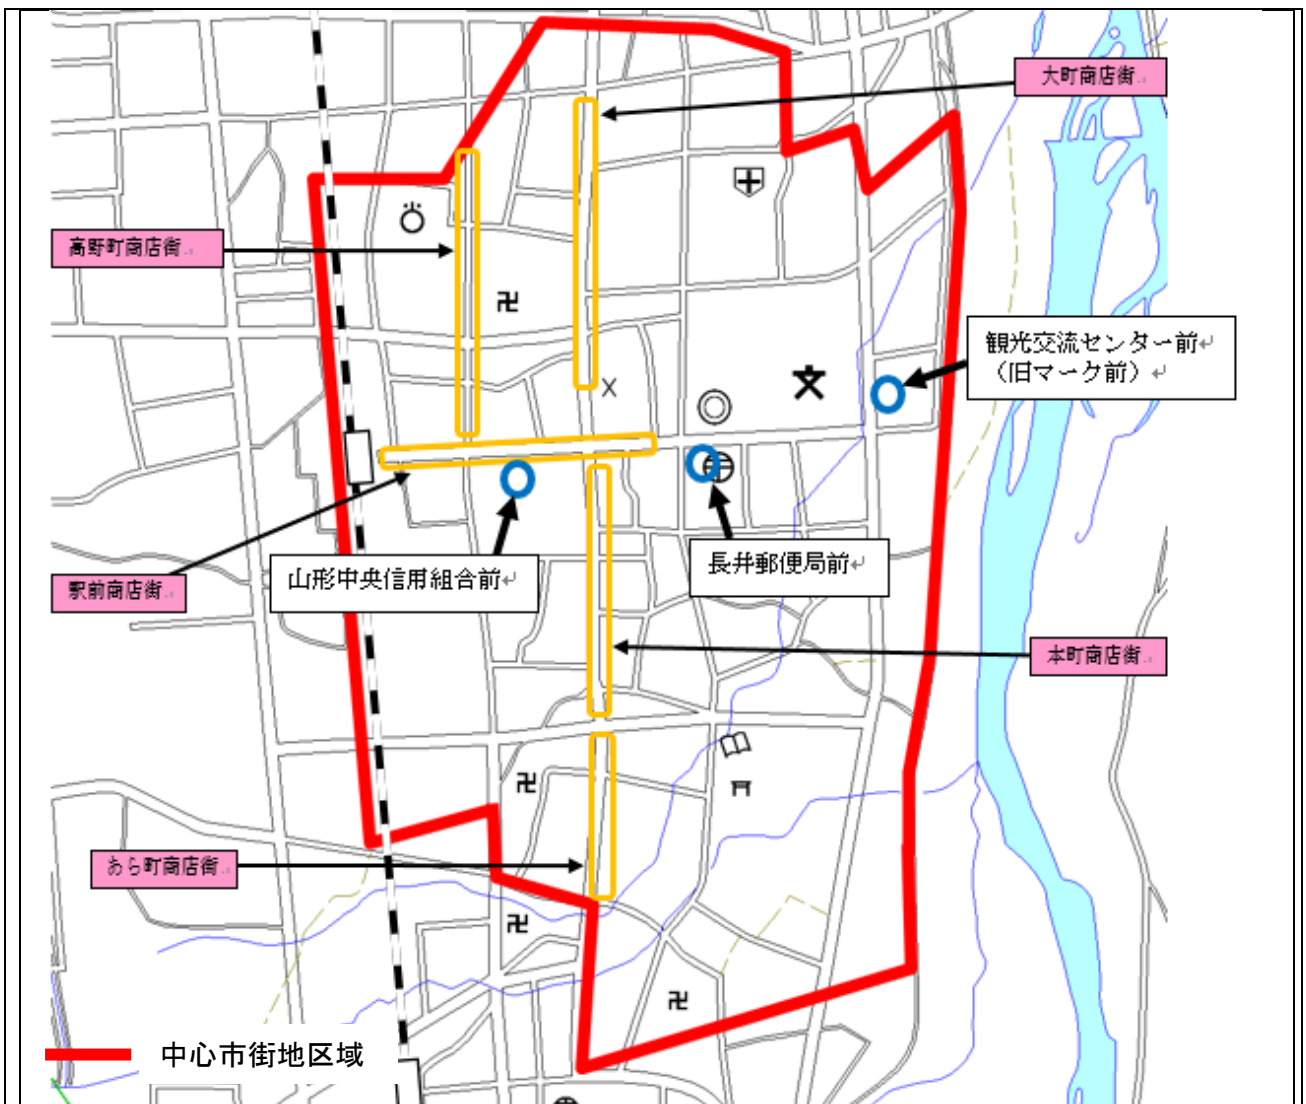 大町商店街
高野町商店街
観光交流センター前
（旧マーク前）
山形中央信用組合前
長井郵便局前
駅前商店街
本町商店街
あら町商店街
中心市街地区域